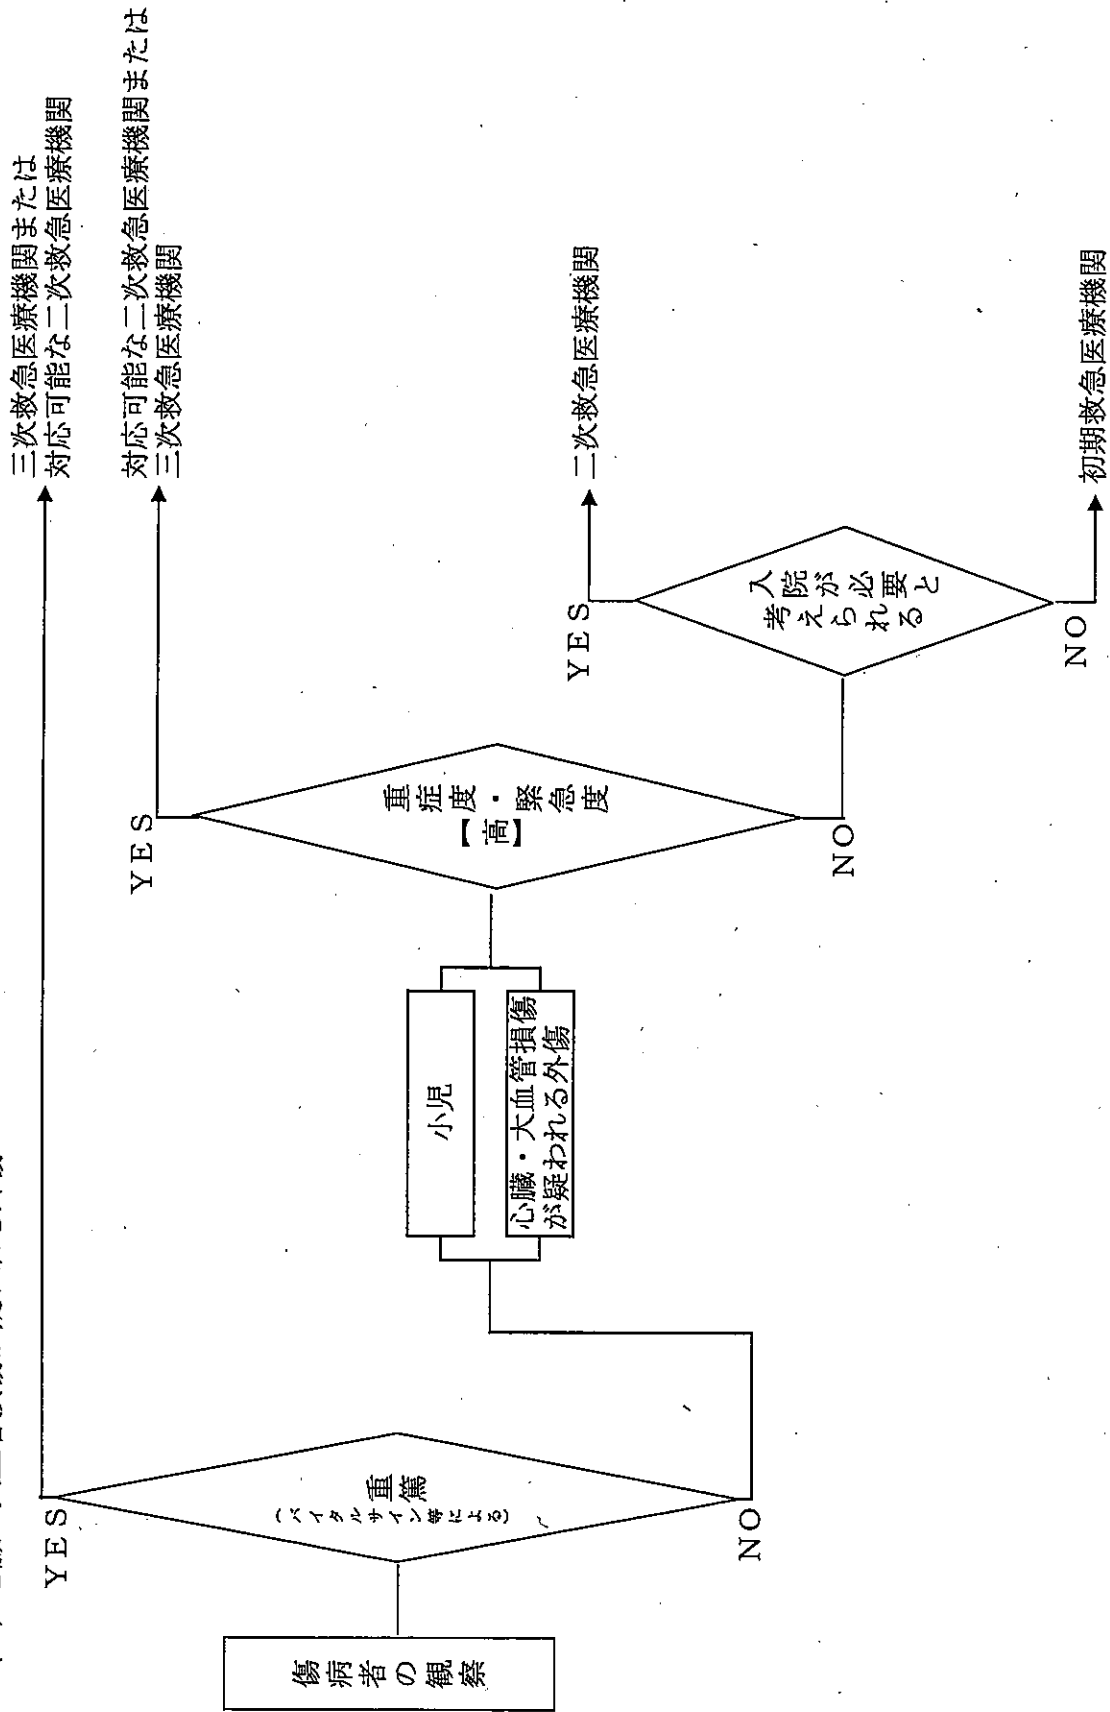 傷病者の観察
YES
重篤
(バイタルサイン等による)
NO
小児
心臓・大血管損傷
が疑われる外傷
YES
重症度・緊急度
【高】
NO
YES
入院が必要と
考えられる
NO
三次救急医療機関または
対応可能な二次救急医療機関
対応可能な二次救急医療機関または
三次救急医療機関
二次救急医療機関
初期救急医療機関